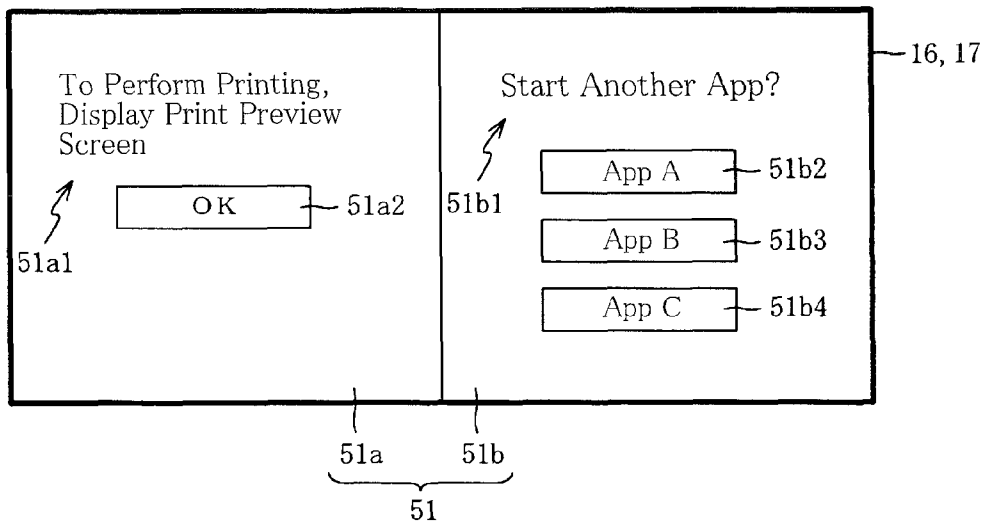 To Perform Printing,
Display Print Preview
Screen
51a1
OK
51a2
Start Another App?
51b1
App A
51b2
App B
51b3
App C
51b4
16, 17
51a
51b
51